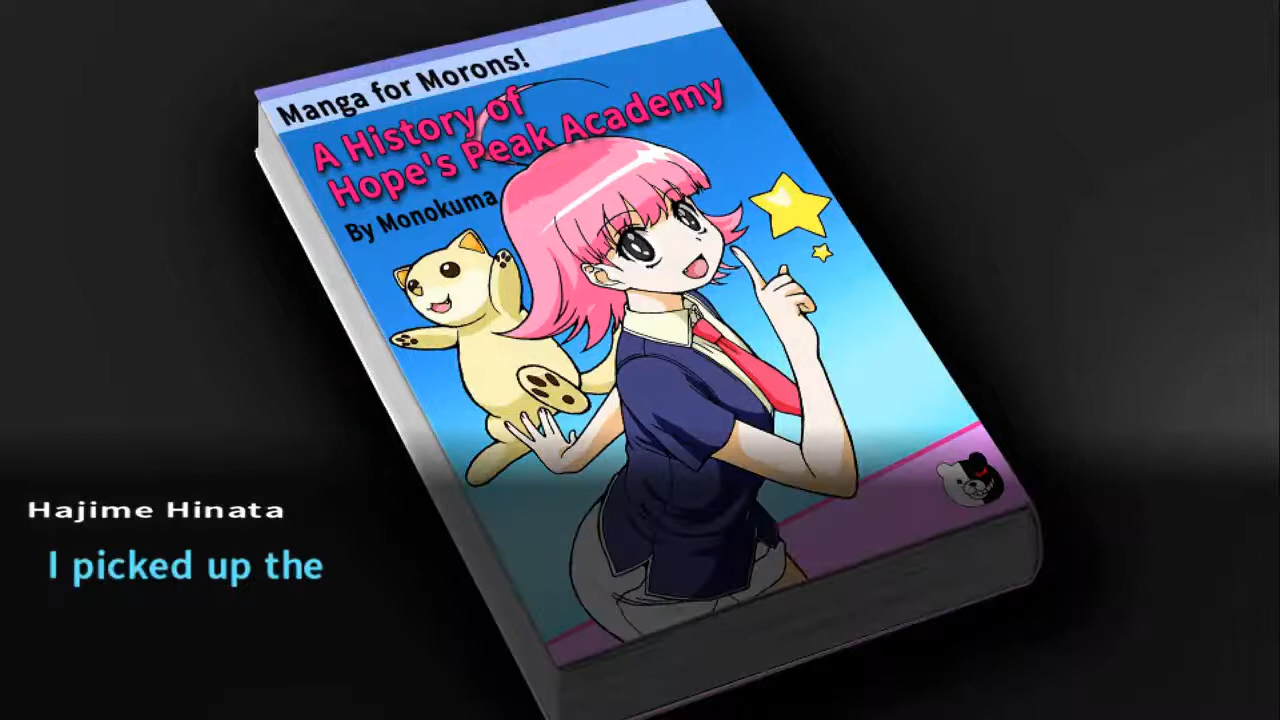 Manga for Morons!
A History of
Hope's Peak Academy
By Monokuma
Hajime Hinata
I picked up the